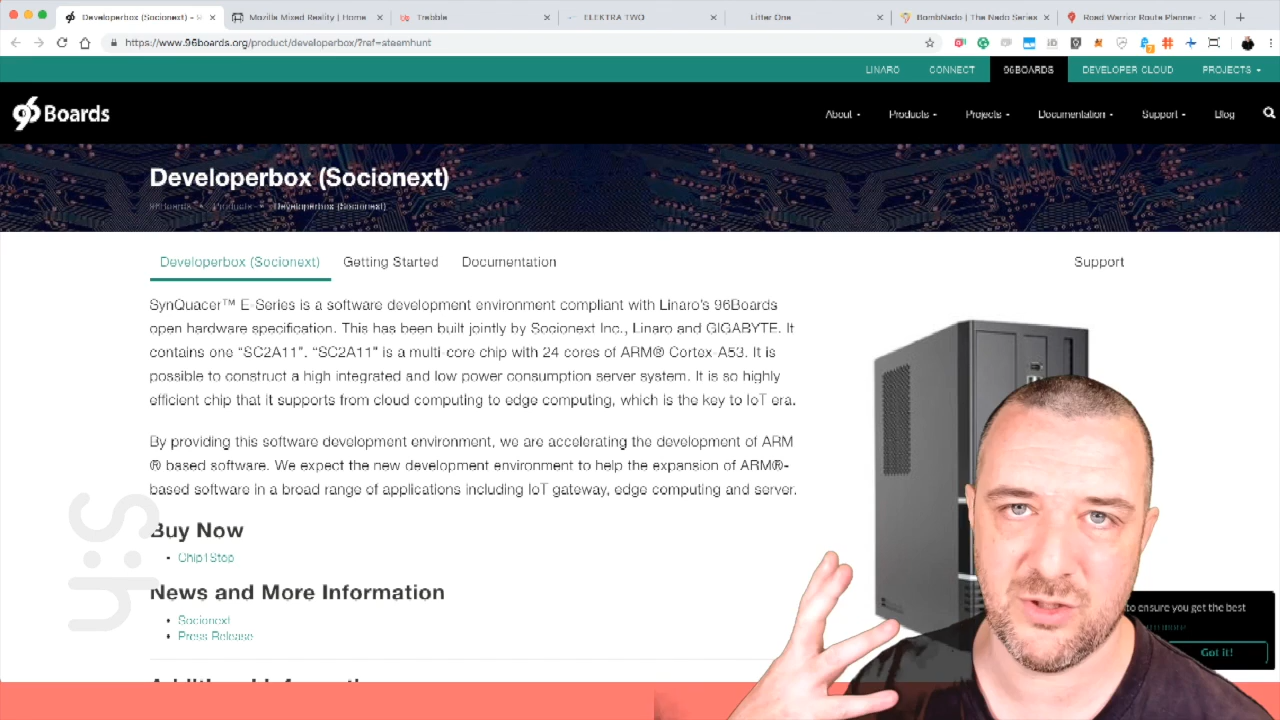 Developerbox (Socionext) - R
Mozilla Mixed Reality | Home
Trebble
ELEKTRA TWO
Litter One
BombNado | The Nado Series
Road Warrior Route Planner -
https://www.96boards.org/product/developerbox/?ref=steemhunt
LINARO CONNECT 96BOARDS DEVELOPER CLOUD PROJECTS
96 Boards
About Products Projects Documentation Support Blog
Developerbox (Socionext)
96Boards Products Developerbox (Socionext)
Developerbox (Socionext) Getting Started Documentation Support
SynQuacer™ E-Series is a software development environment compliant with Linaro's 96Boards
open hardware specification. This has been built jointly by Socionext Inc., Linaro and GIGABYTE. It
contains one “SC2A11”. “SC2A11” is a multi-core chip with 24 cores of ARM® Cortex-A53. It is
possible to construct a high integrated and low power consumption server system. It is so highly
efficient chip that it supports from cloud computing to edge computing, which is the key to IoT era.
By providing this software development environment, we are accelerating the development of ARM
® based software. We expect the new development environment to help the expansion of ARM®-
based software in a broad range of applications including IoT gateway, edge computing and server.
Buy Now
Chip1Stop
News and More Information
Socionext
Press Release
to ensure you get the best
Got it!
S:h